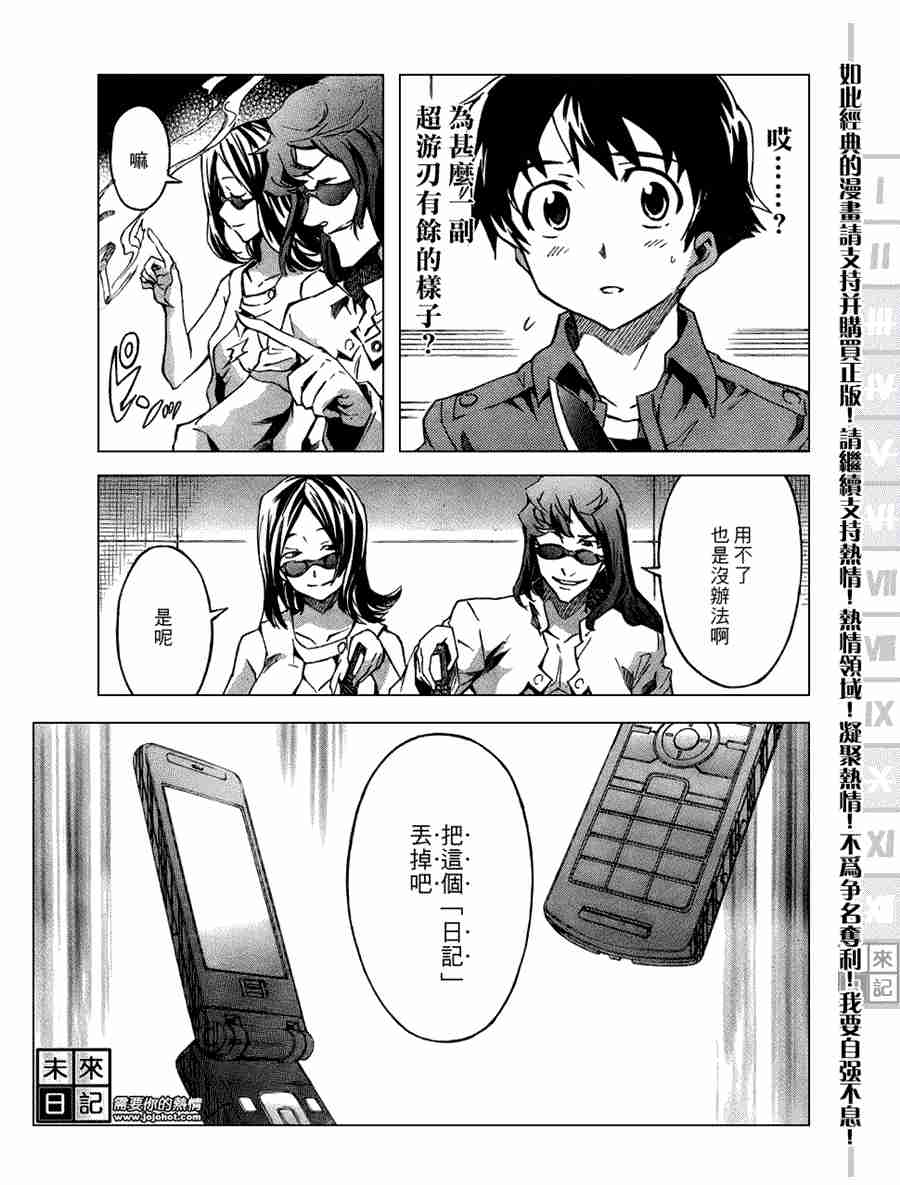 哎……？
為甚麼一副
超游刃有餘的樣子？
嘛
用不了
也是沒辦法啊
是呢
把這個「日記」
丟掉吧
未來
日記
需要你的熱情
www.jojohot.com
如此經典的漫畫請支持并購買正版！請繼續支持熱情！熱情領域！凝聚熱情！不爲争名奪利！我要自强不息！
I
II
III
IV
V
VI
VII
VIII
IX
X
XI
XII
來
記